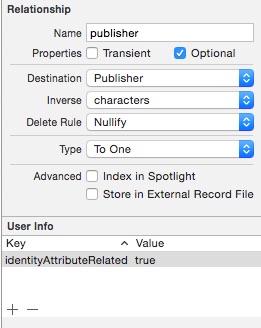 Relationship
Name publisher
Properties Transient Optional
Destination Publisher
Inverse characters
Delete Rule Nullify
Type To One
Advanced Index in Spotlight
Store in External Record File
User Info
Key Value
identityAttributeRelated true